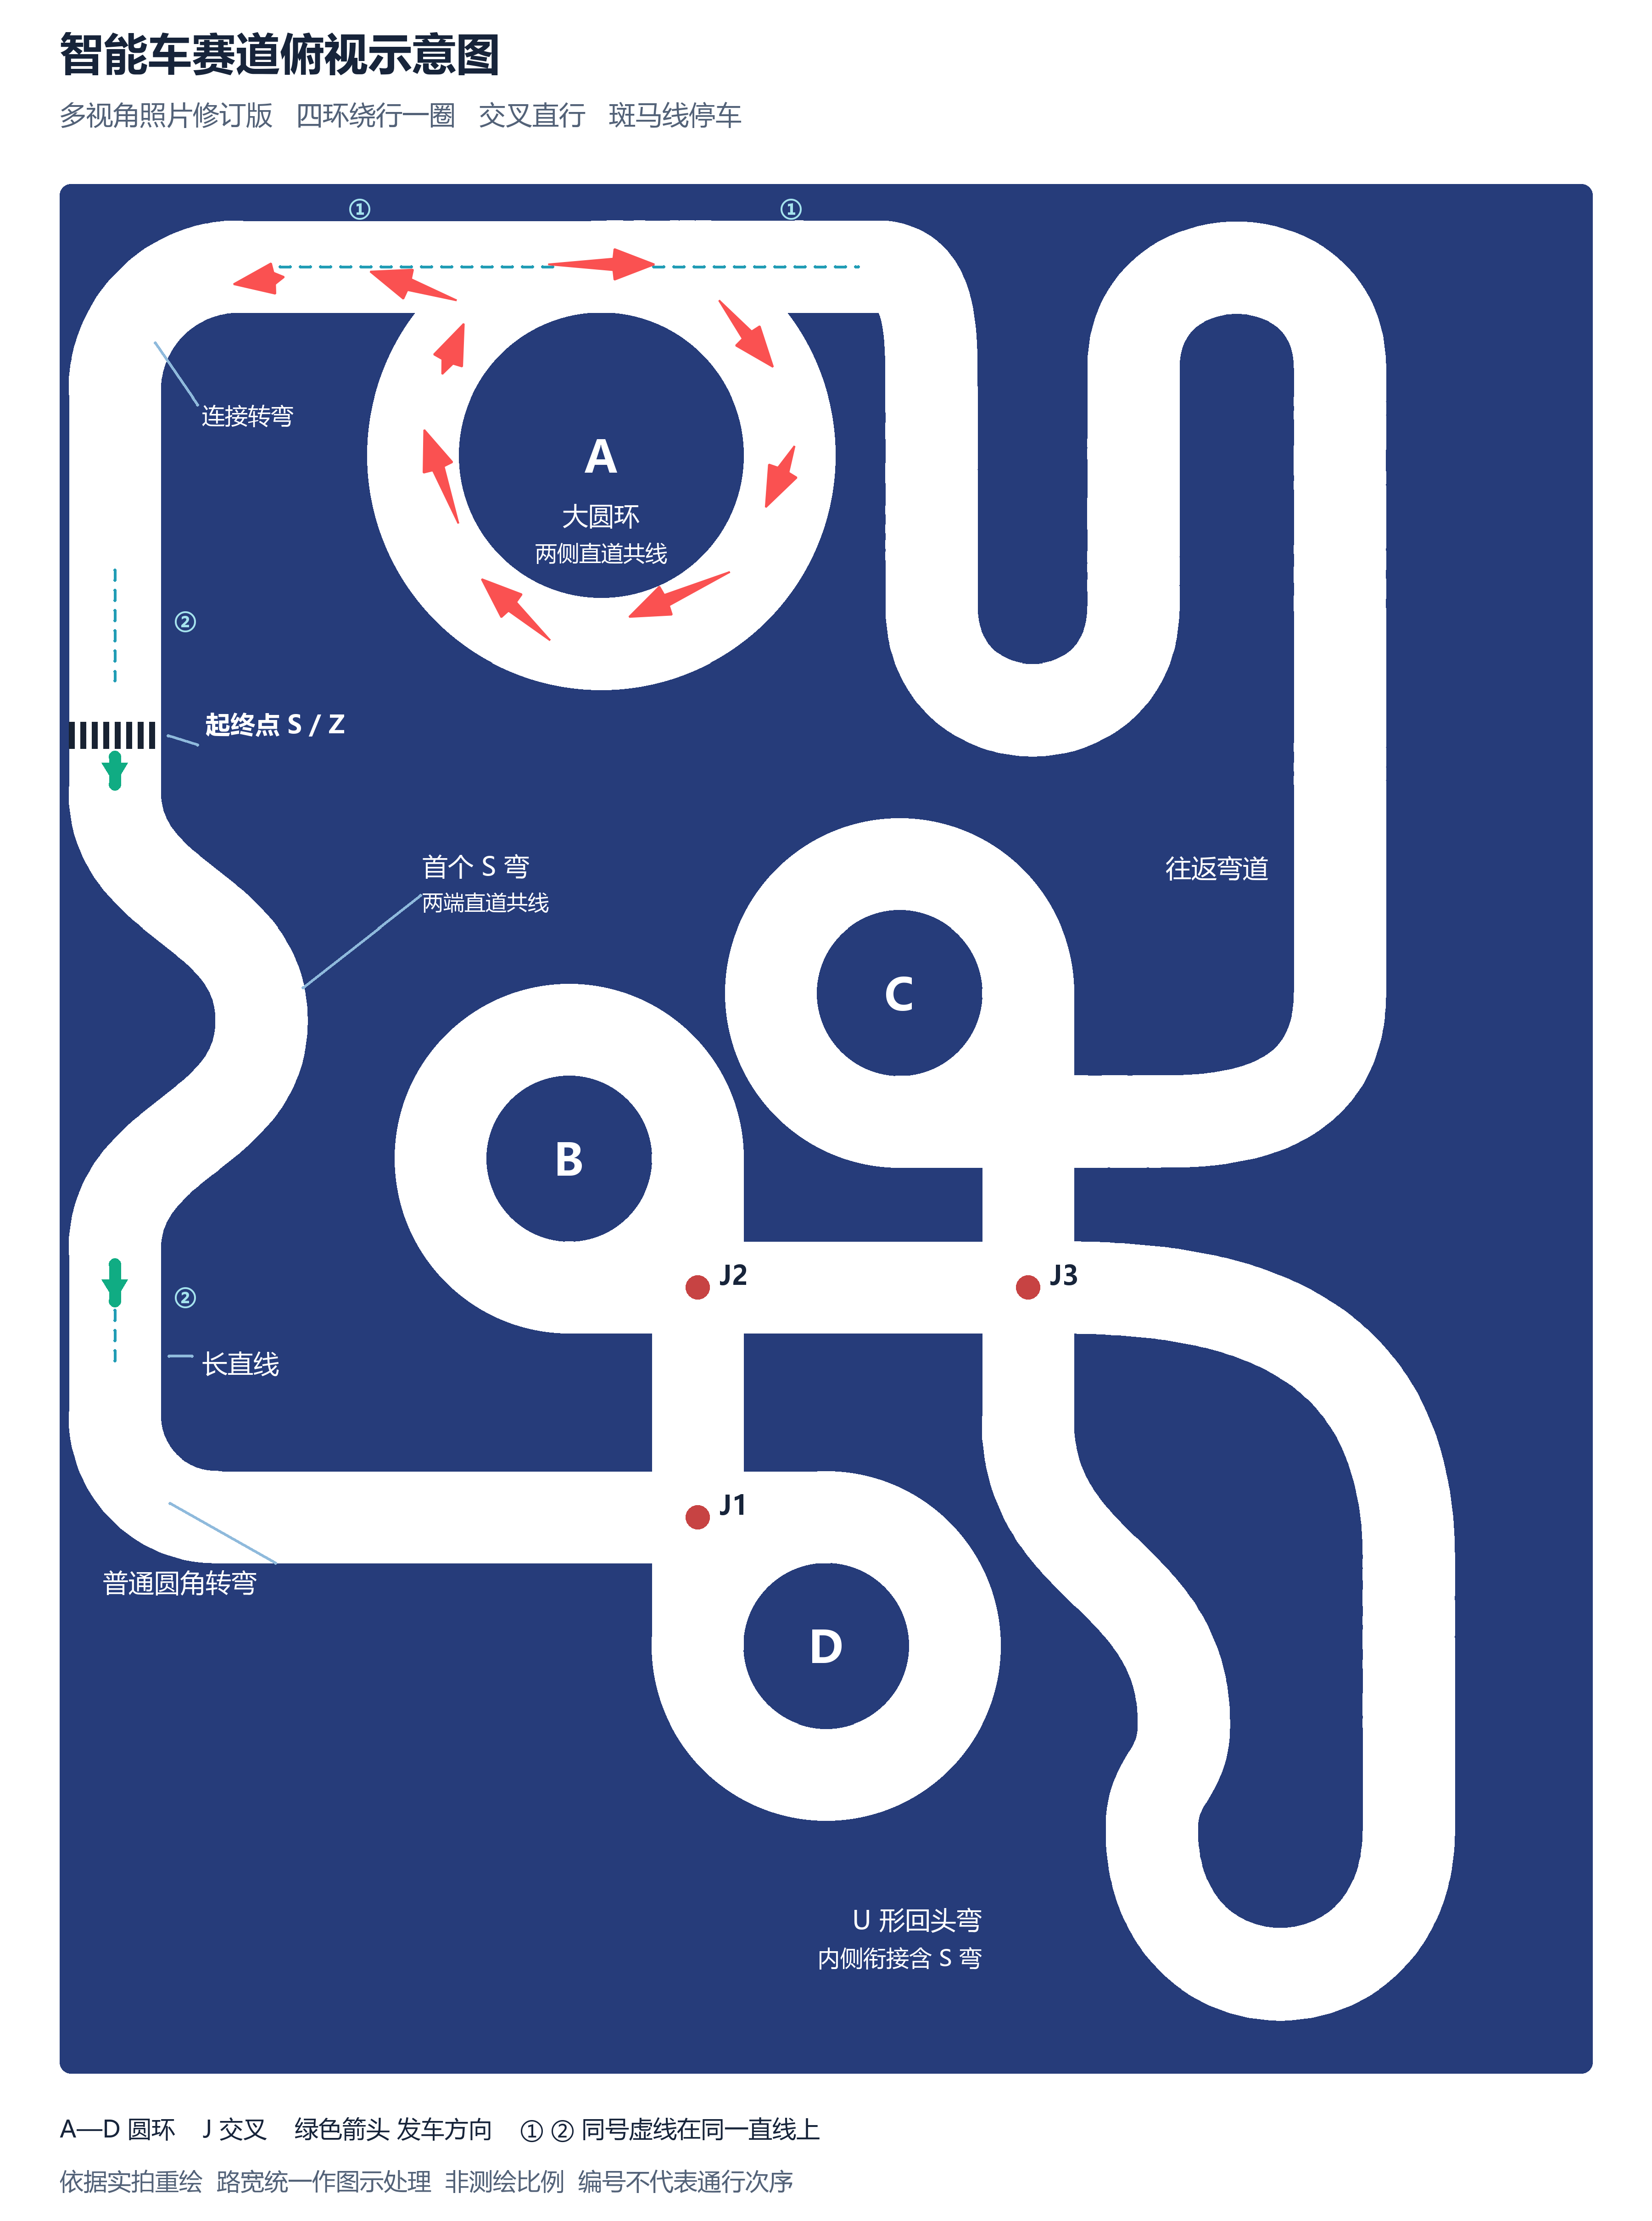 智能车赛道俯视示意图
多视角照片修订版 四环绕行一圈 交叉直行 斑马线停车
① ①
连接转弯
A
大圆环
两侧直道共线
②
起终点 S / Z
首个 S 弯
两端直道共线
往返弯道
C
B
J2 J3
②
长直线
J1
普通圆角转弯
D
U 形回头弯
内侧衔接含 S 弯
A—D 圆环 J 交叉 绿色箭头 发车方向 ① ② 同号虚线在同一直线上
依据实拍重绘 路宽统一作图示处理 非测绘比例 编号不代表通行次序